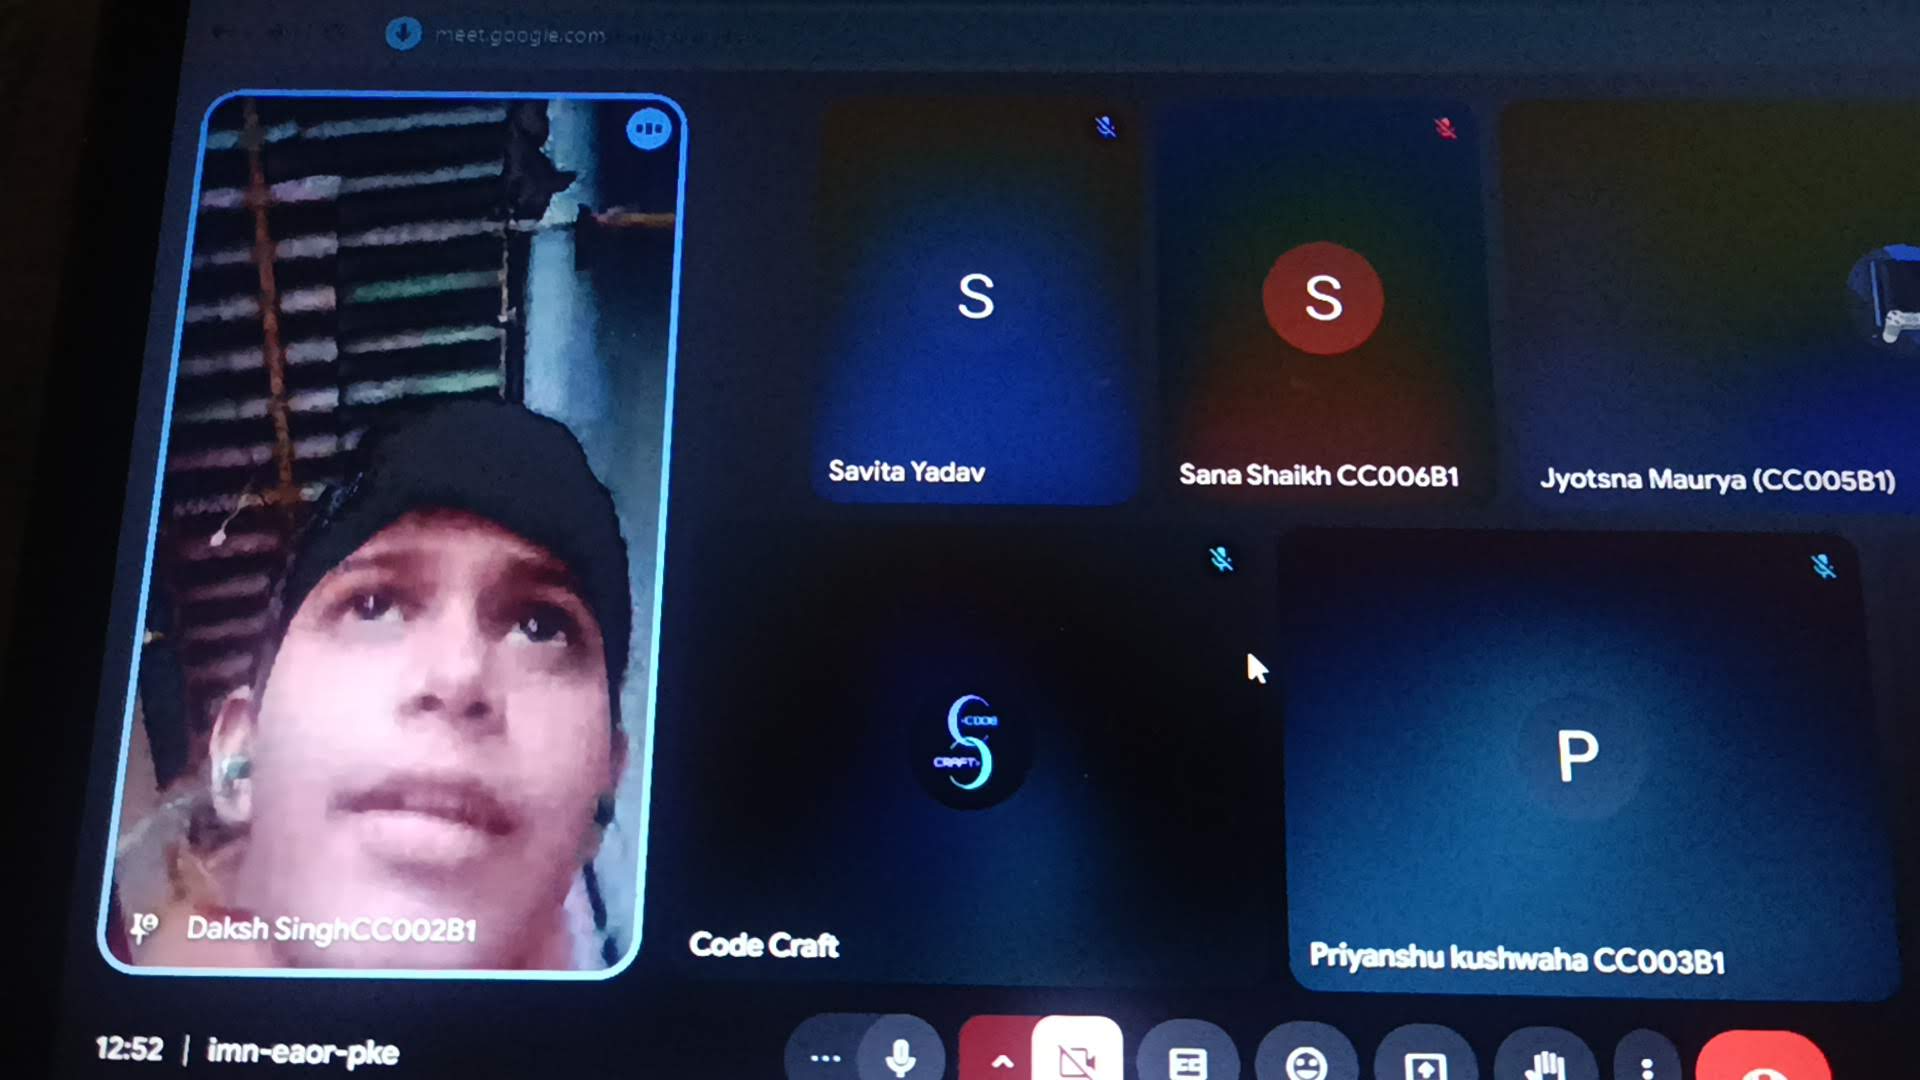 meet.google.com
S
S
Savita Yadav
Sana Shaikh CC006B1
Jyotsna Maurya (CC005B1)
CODE
CRAFT
P
Daksh SinghCC002B1
Code Craft
Priyanshu kushwaha CC003B1
12:52 | imn-eaor-pke